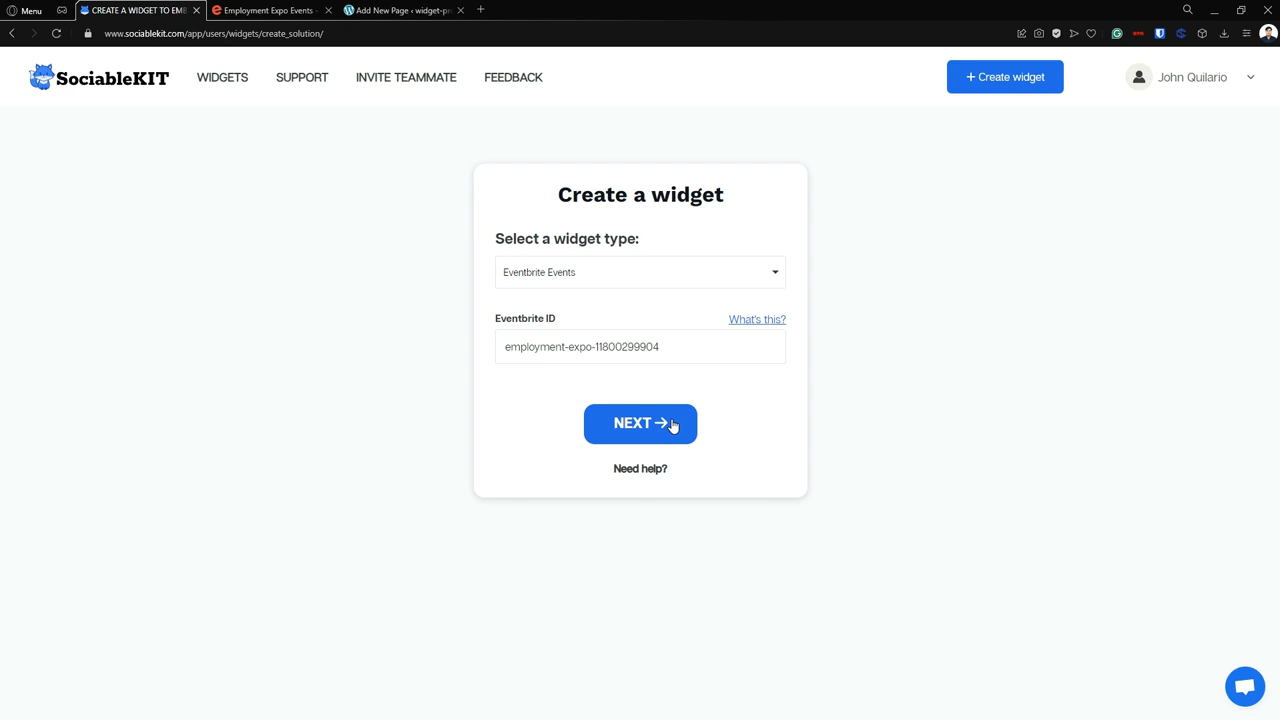 Menu
CREATE A WIDGET TO EMB
Employment Expo Events -
Add New Page ‹ widget-pr
www.sociablekit.com/app/users/widgets/create_solution/
SociableKIT
WIDGETS
SUPPORT
INVITE TEAMMATE
FEEDBACK
+ Create widget
John Quilario
Create a widget
Select a widget type:
Eventbrite Events
Eventbrite ID
What's this?
employment-expo-11800299904
NEXT
Need help?